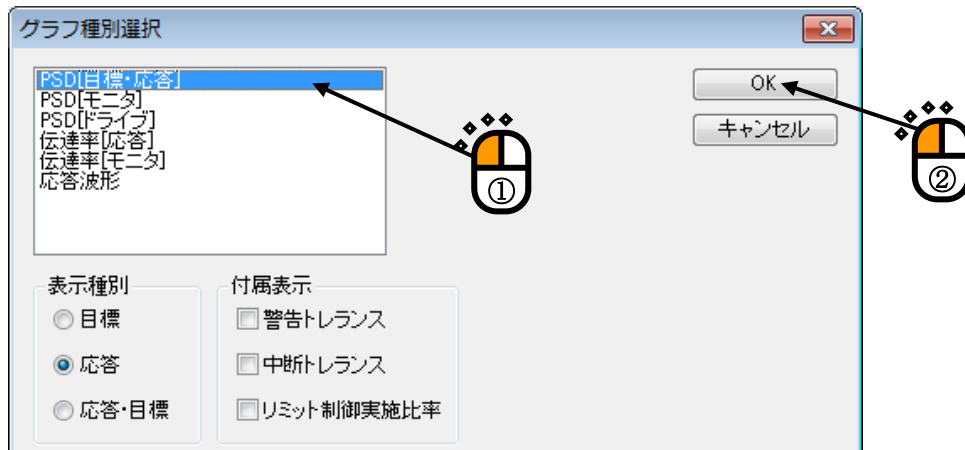 グラフ種別選択
PSD[目標・応答]
PSD[モニタ]
PSD[ドライブ]
伝達率[応答]
伝達率[モニタ]
応答波形
OK
キャンセル
①
②
表示種別
目標
応答
応答・目標
付属表示
警告トレランス
中断トレランス
リミット制御実施比率